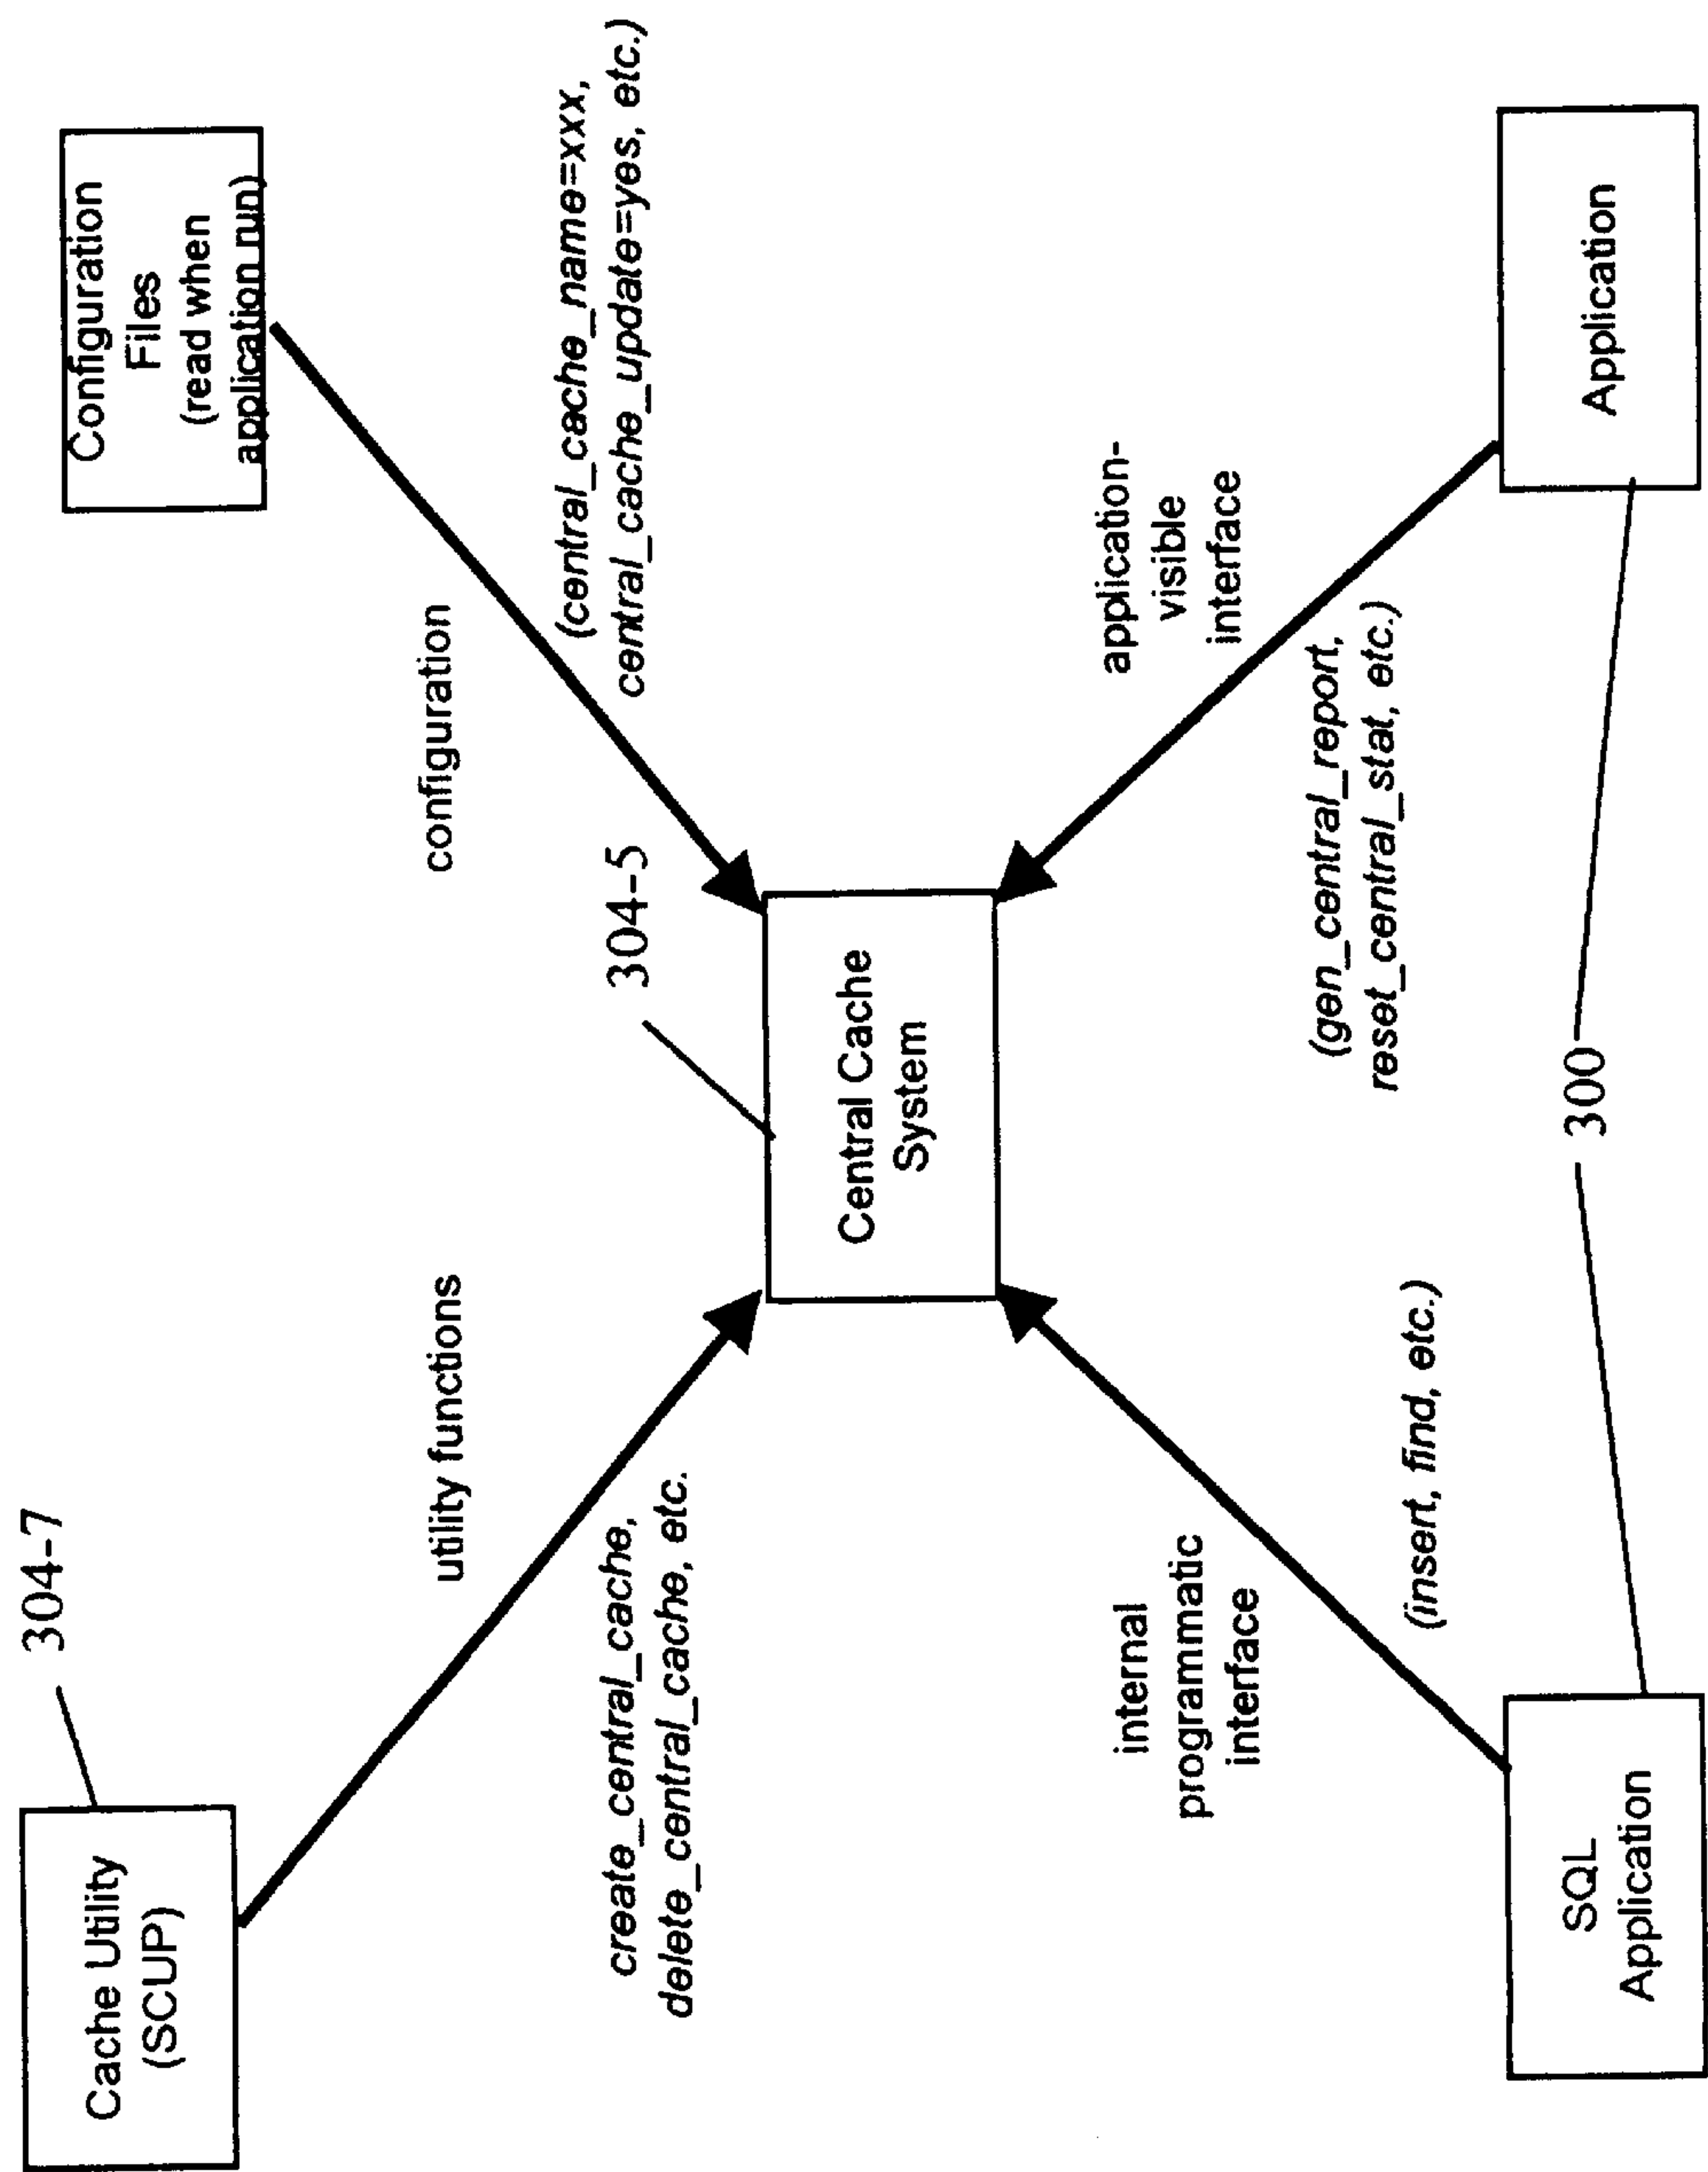 304-7
Cache Utility
(SCUP)
utility functions
create_central_cache,
delete_central_cache, etc.
Configuration
Files
(read when
application run)
configuration
(central_cache_name=xxx,
central_cache_update=yes, etc.)
304-5
Central Cache
System
internal
programmatic
interface
(insert, find, etc.)
SQL
Application
application-
visible
interface
(gen_central_report,
reset_central_stat, etc.)
Application
300